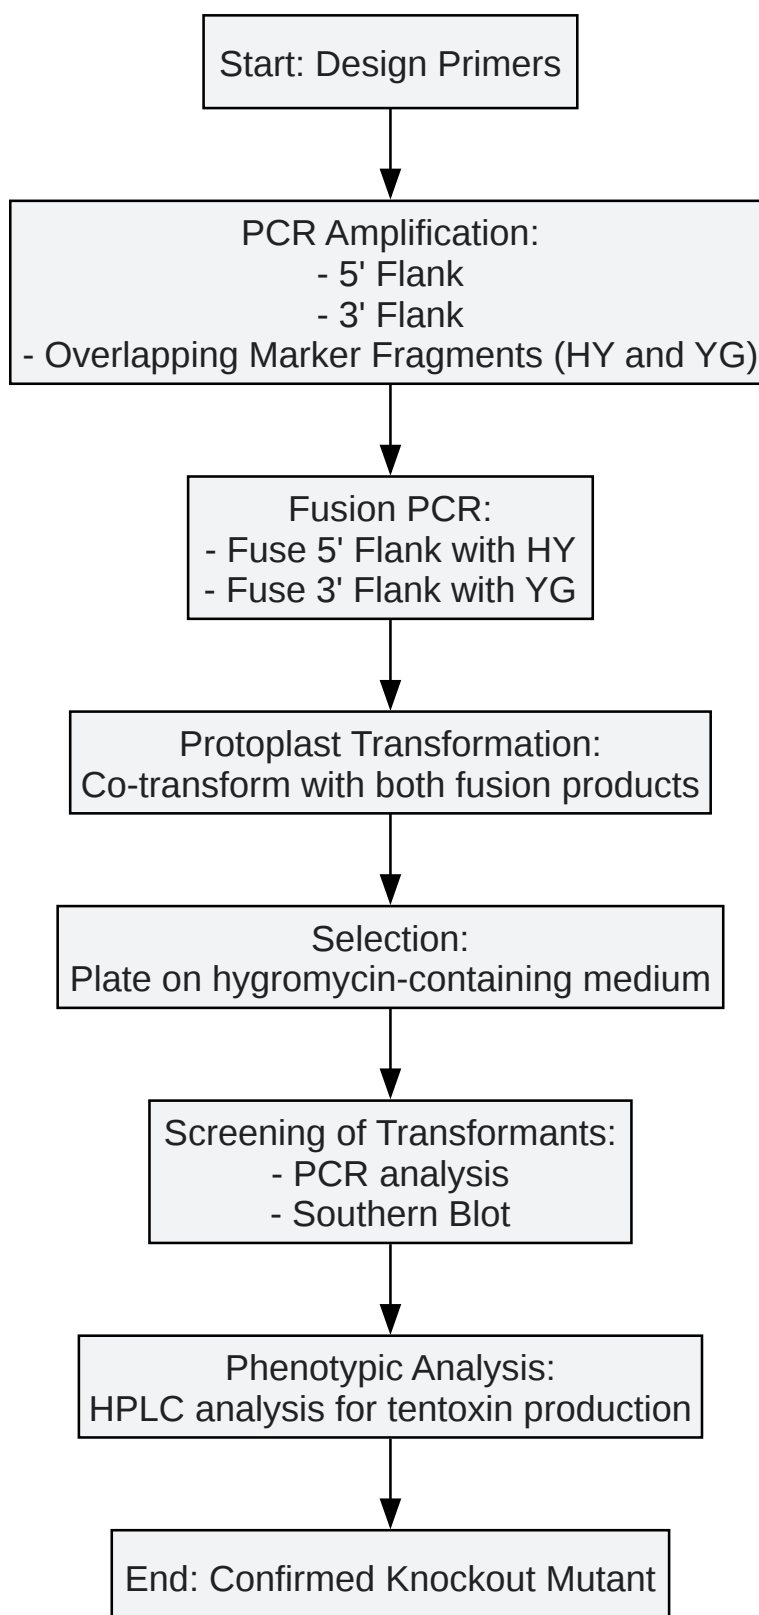 Start: Design Primers
PCR Amplification:
- 5' Flank
- 3' Flank
- Overlapping Marker Fragments (HY and YG)
Fusion PCR:
- Fuse 5' Flank with HY
- Fuse 3' Flank with YG
Protoplast Transformation:
Co-transform with both fusion products
Selection:
Plate on hygromycin-containing medium
Screening of Transformants:
- PCR analysis
- Southern Blot
Phenotypic Analysis:
HPLC analysis for tentoxin production
End: Confirmed Knockout Mutant